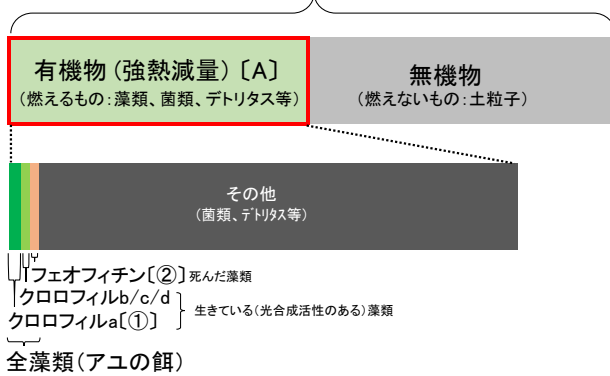 有機物(強熱減量)〔A〕
(燃えるもの：藻類、菌類、デトリタス等)
無機物
(燃えないもの：土粒子)
その他
(菌類、ﾃﾞﾄﾘﾀｽ等)
フェオフィチン〔②〕死んだ藻類
クロロフィルb/c/d
クロロフィルa〔①〕
生きている(光合成活性のある)藻類
全藻類(アユの餌)